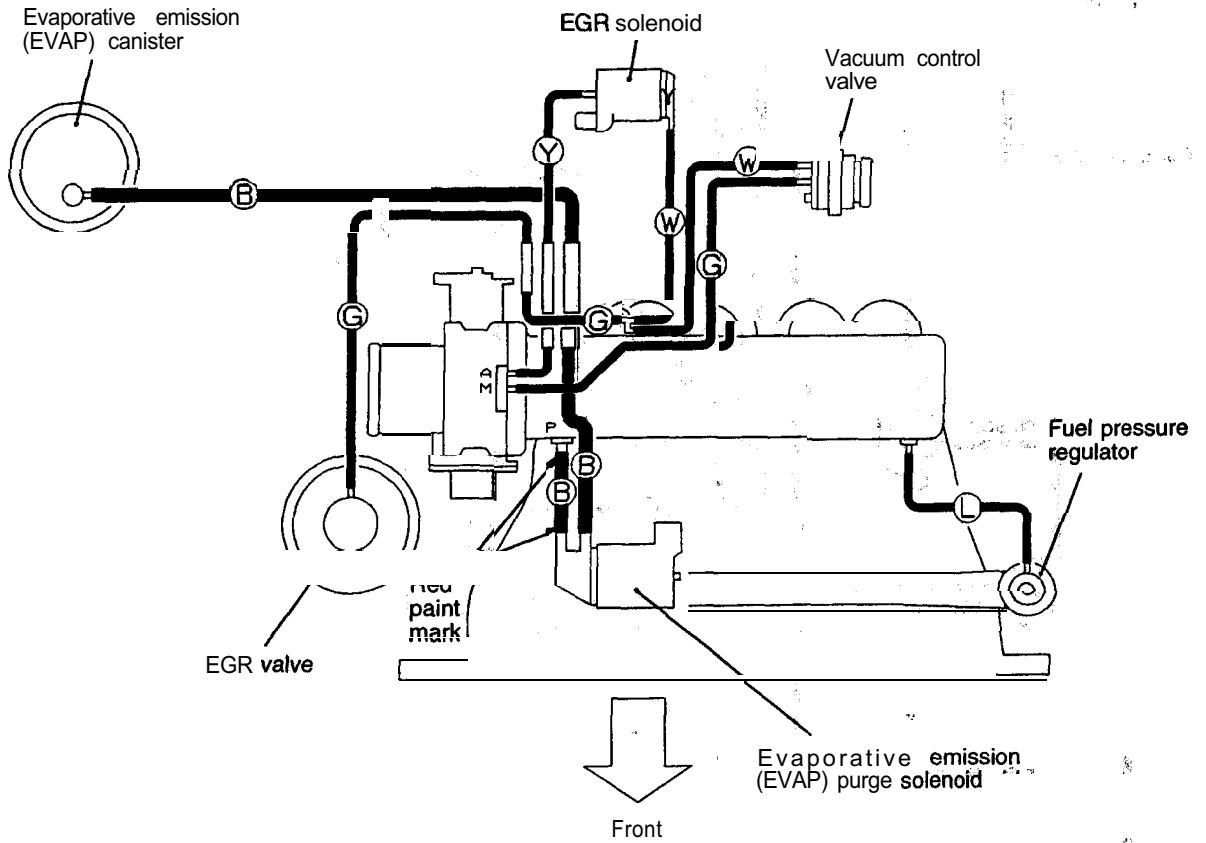 Evaporative emission
(EVAP) canister
EGR solenoid
Vacuum control
valve
Y
Y
W
B
W
G
G
G
D
M
P
B
B
Fuel pressure
regulator
L
Red
paint
mark
EGR valve
Evaporative emission
(EVAP) purge solenoid
Front